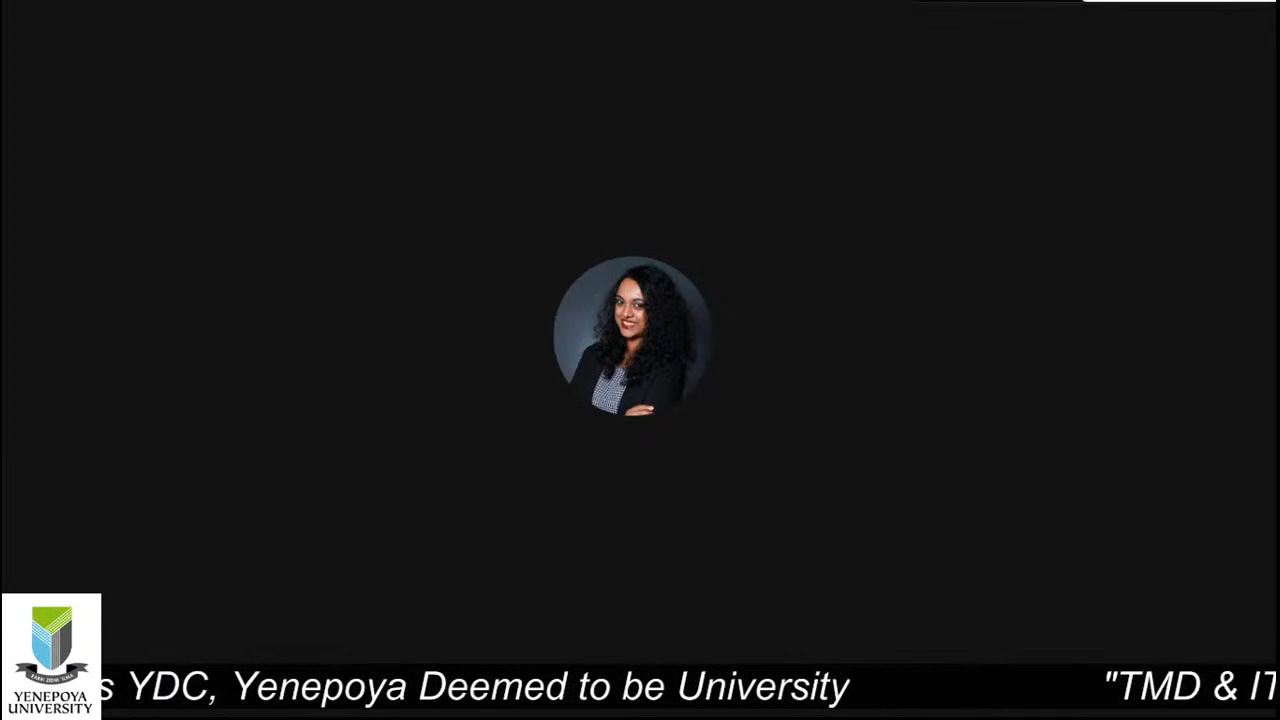 s YDC, Yenepoya Deemed to be University
"TMD & IT
YENEPOYA
UNIVERSITY